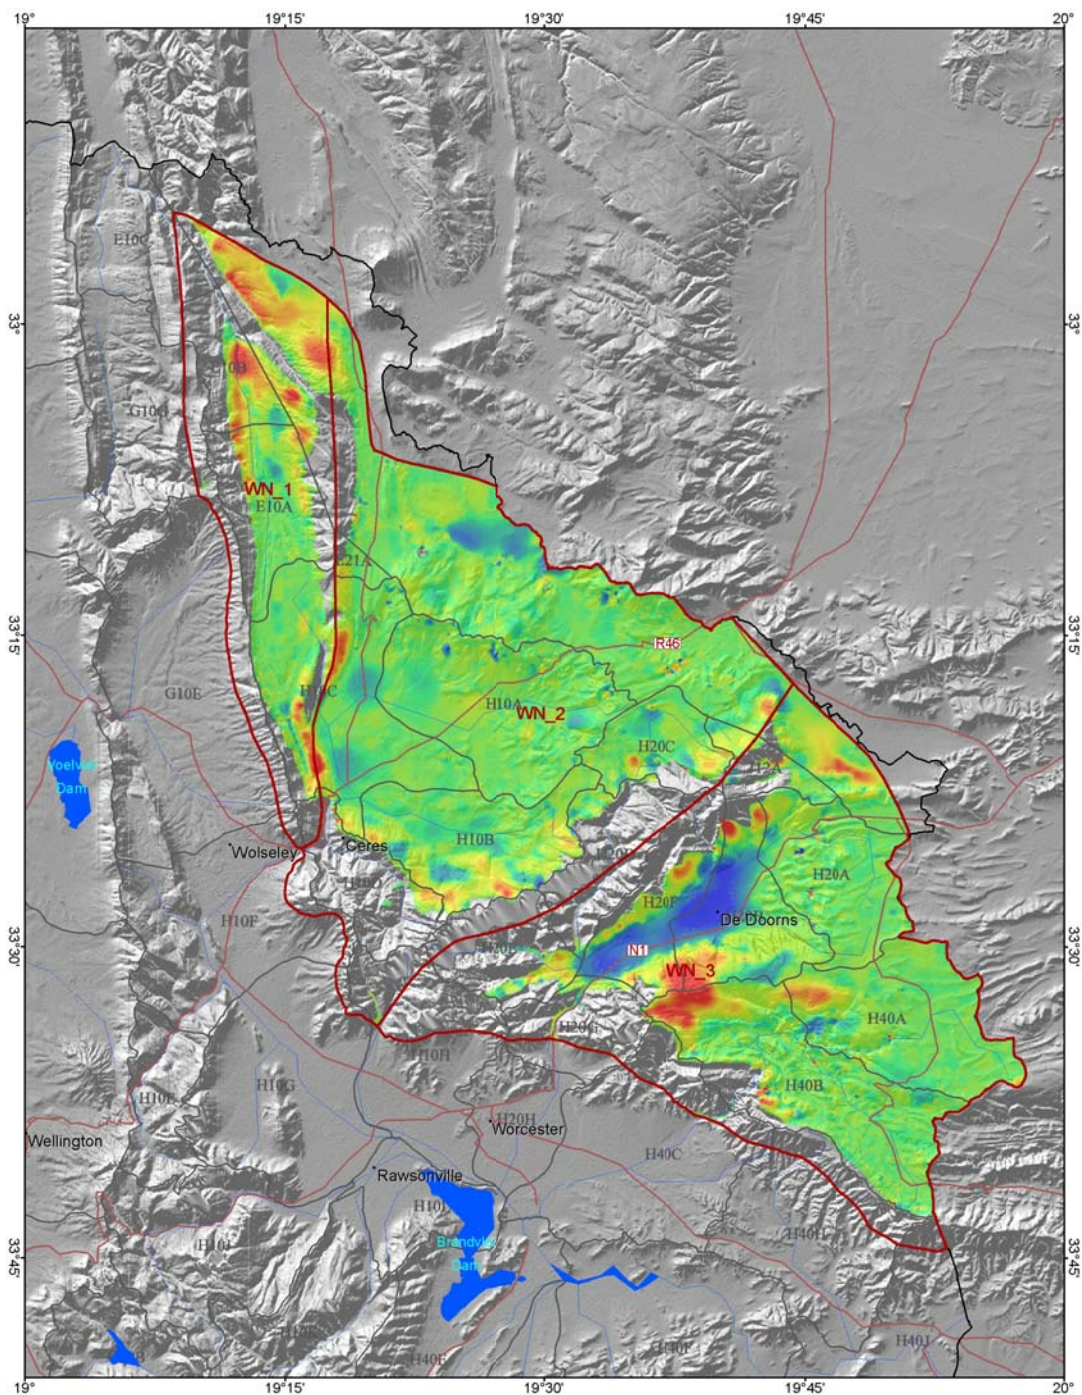 19°
19°15'
19°30'
19°45'
20°
E10C
33°
33°
G10G
WN_1
E10A
E21A
33°15'
33°15'
R46
G10E
H10C
H10A
WN_2
H20C
Voelvlei
Dam
H10B
Wolseley
Ceres
H20A
H20F
H10F
De Doorns
33°30'
33°30'
N1
WN_3
H40A
H20G
H10H
H10G
H40B
H20H
Wellington
Worcester
H40C
Rawsonville
Brandvlei
Dam
33°45'
33°45'
H40J
19°
19°15'
19°30'
19°45'
20°